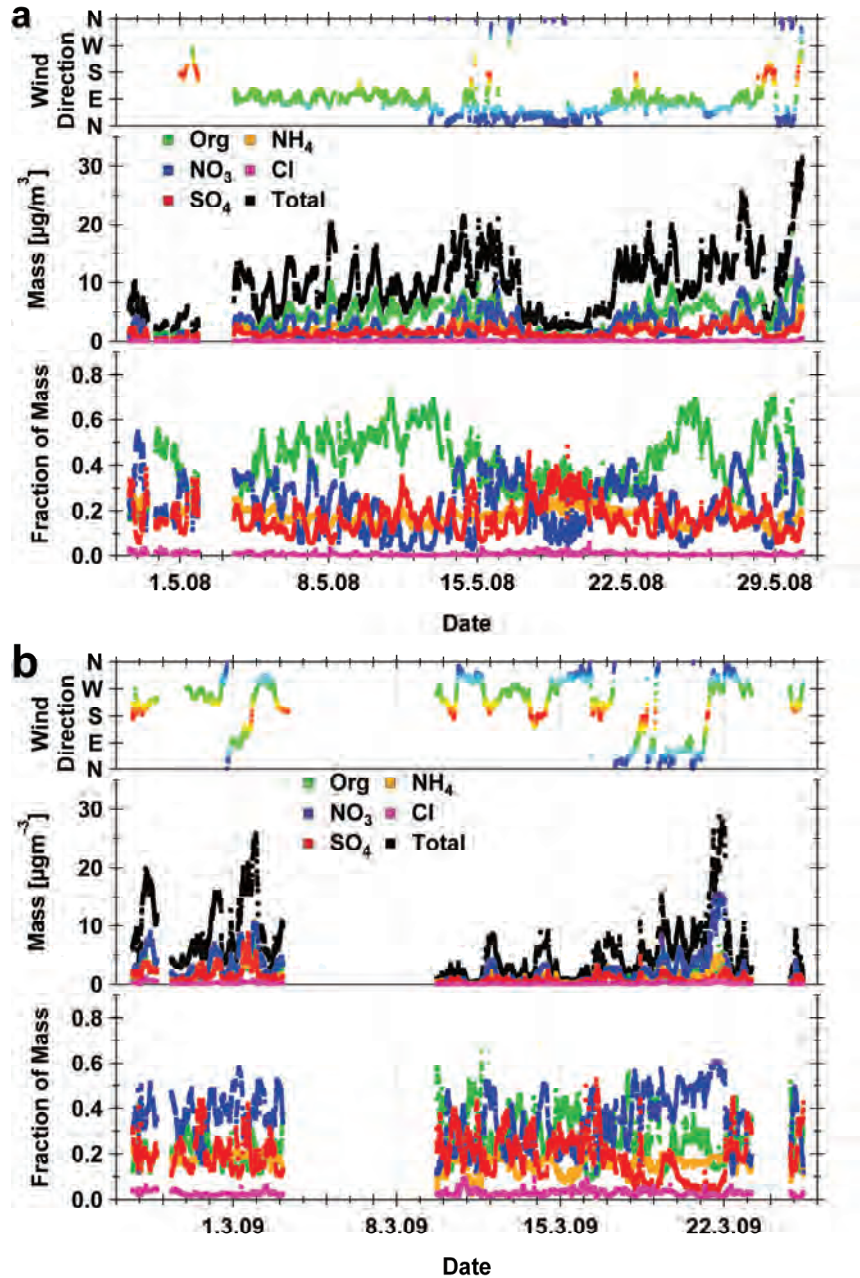 a
N
W
S
E
N
Wind
Direction
Org
NH4
NO3
Cl
SO4
Total
30
20
10
0
Mass [µg/m3]
0.8
0.6
0.4
0.2
0.0
Fraction of Mass
1.5.08
8.5.08
15.5.08
22.5.08
29.5.08
Date
b
N
W
S
E
N
Wind
Direction
Org
NH4
NO3
Cl
SO4
Total
30
20
10
0
Mass [µgm-3]
0.8
0.6
0.4
0.2
0.0
Fraction of Mass
1.3.09
8.3.09
15.3.09
22.3.09
Date